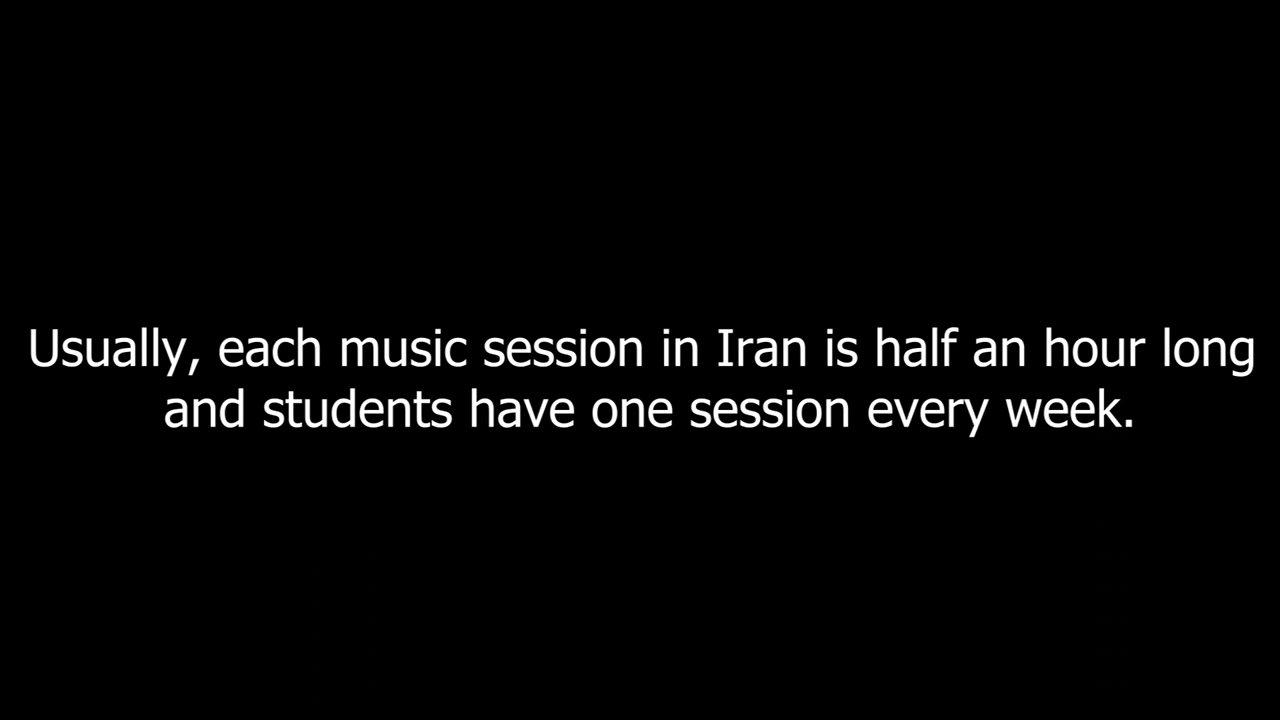 Usually, each music session in Iran is half an hour long
and students have one session every week.